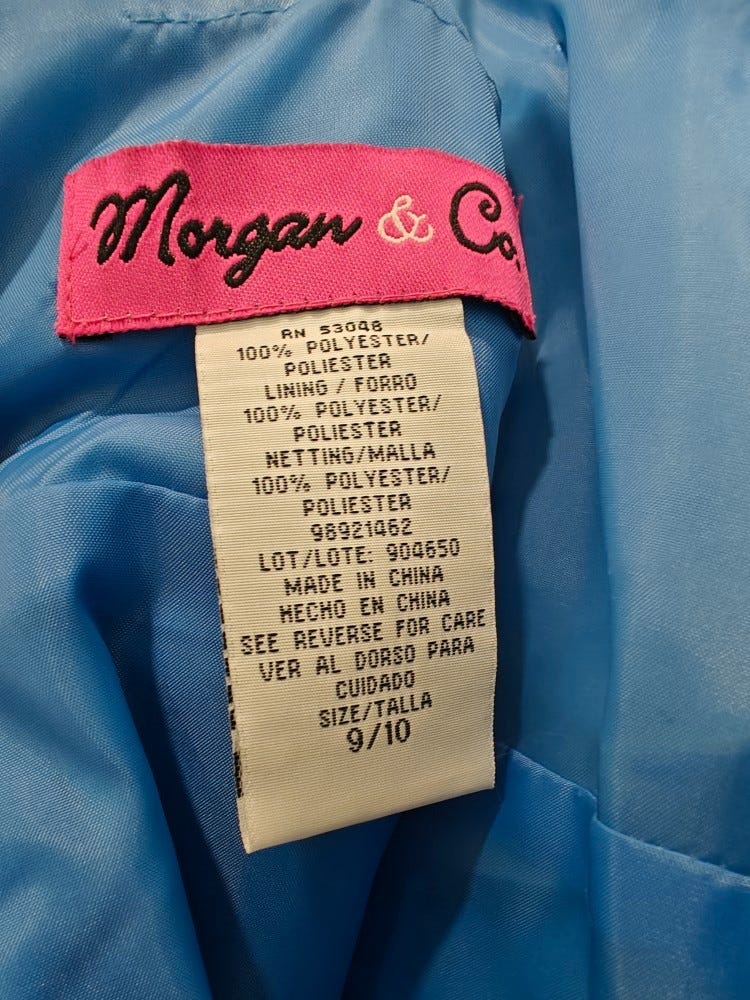 Morgan & Co.
RN 53048
100% POLYESTER/
POLIESTER
LINING / FORRO
100% POLYESTER/
POLIESTER
NETTING/MALLA
100% POLYESTER/
POLIESTER
98921462
LOT/LOTE: 904650
MADE IN CHINA
HECHO EN CHINA
SEE REVERSE FOR CARE
VER AL DORSO PARA
CUIDADO
SIZE/TALLA
9/10